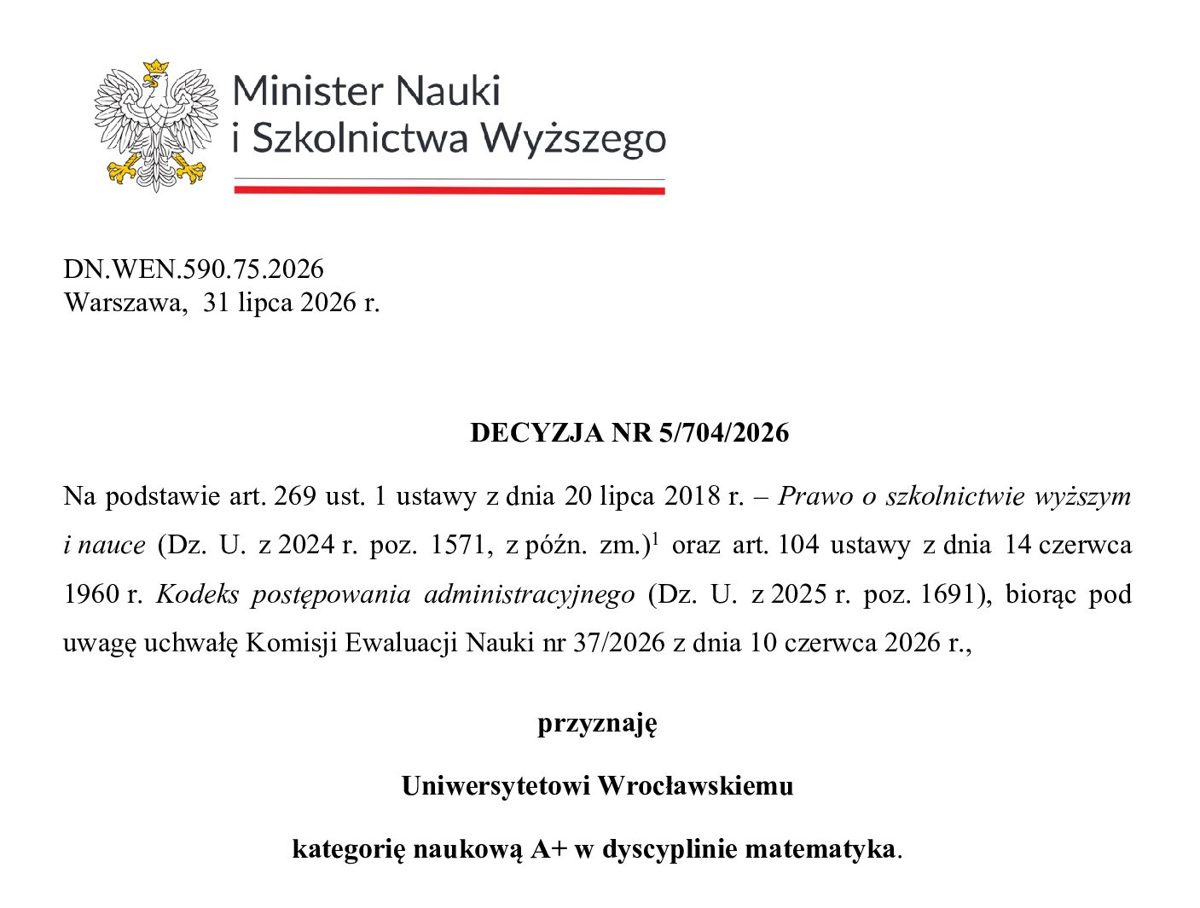 Minister Nauki
i Szkolnictwa Wyższego
DN.WEN.590.75.2026
Warszawa, 31 lipca 2026 r.
DECYZJA NR 5/704/2026
Na podstawie art. 269 ust. 1 ustawy z dnia 20 lipca 2018 r. – Prawo o szkolnictwie wyższym
i nauce (Dz. U. z 2024 r. poz. 1571, z późn. zm.)¹ oraz art. 104 ustawy z dnia 14 czerwca
1960 r. Kodeks postępowania administracyjnego (Dz. U. z 2025 r. poz. 1691), biorąc pod
uwagę uchwałę Komisji Ewaluacji Nauki nr 37/2026 z dnia 10 czerwca 2026 r.,
przyznaję
Uniwersytetowi Wrocławskiemu
kategorię naukową A+ w dyscyplinie matematyka.